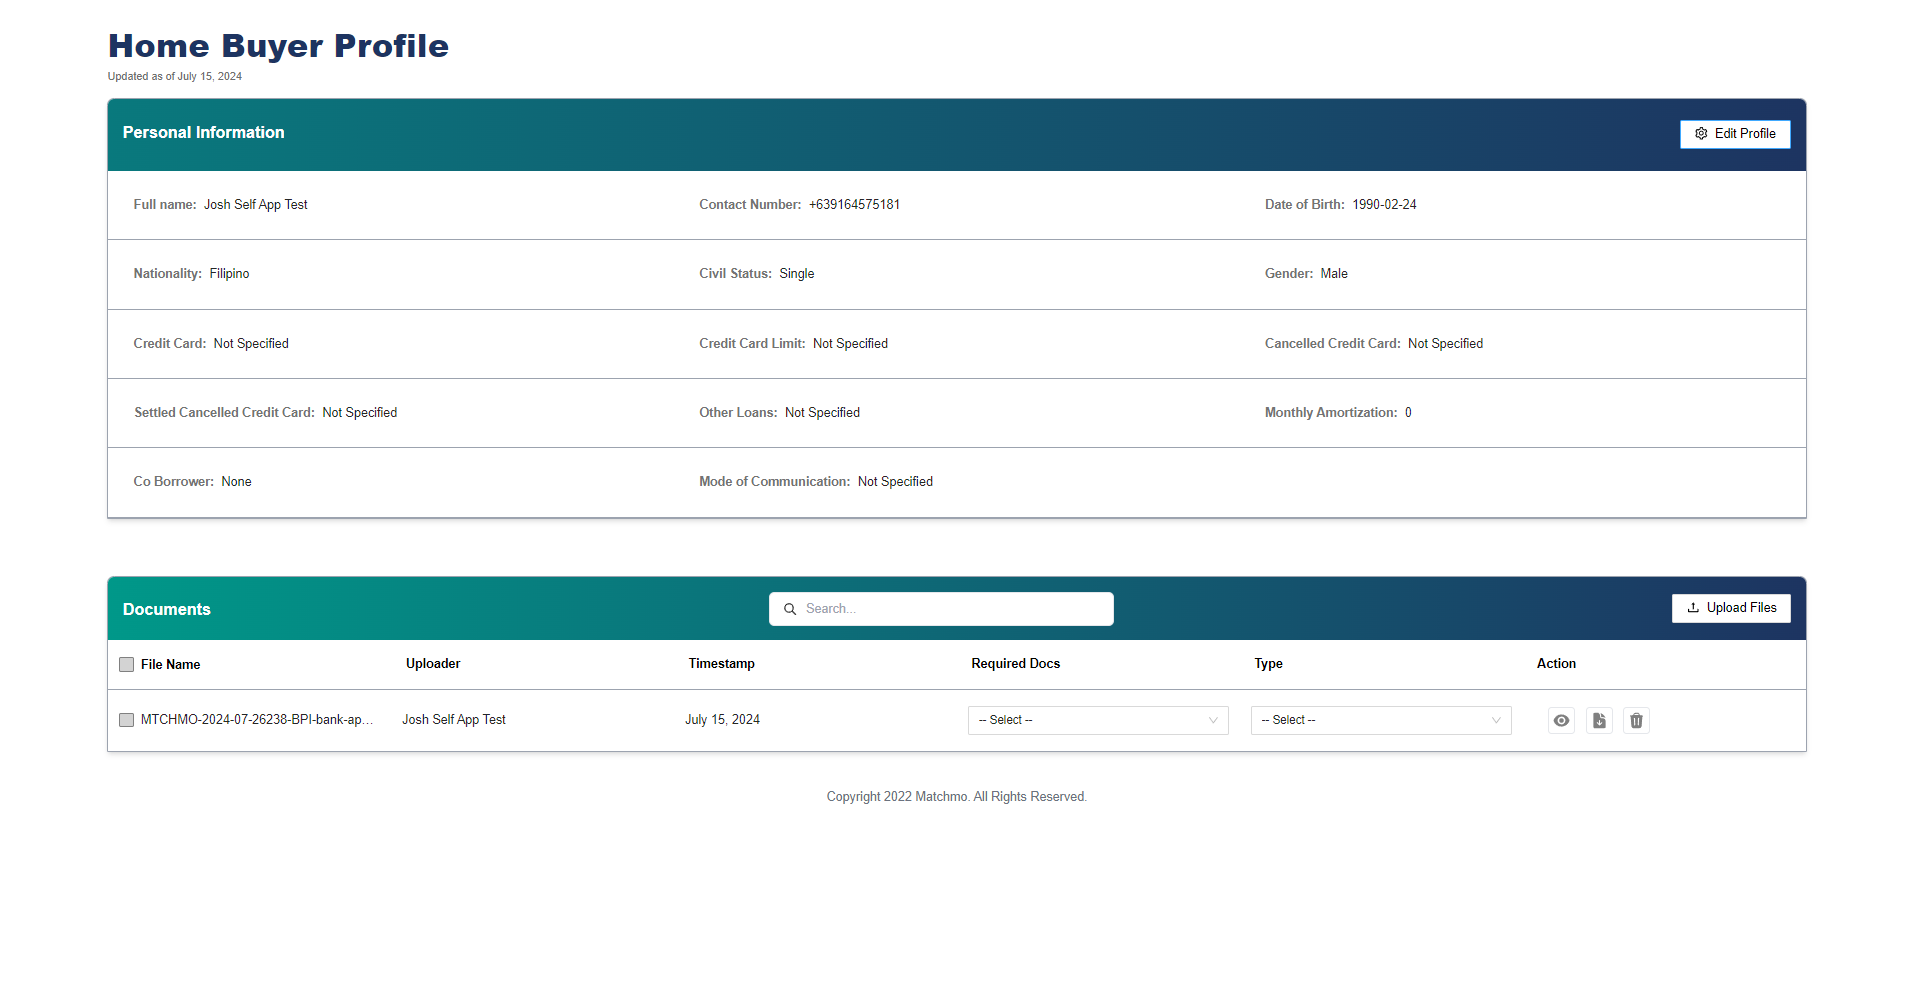 Home Buyer Profile
Updated as of July 15, 2024
Personal Information
Edit Profile
Full name: Josh Self App Test
Contact Number: +639164575181
Date of Birth: 1990-02-24
Nationality: Filipino
Civil Status: Single
Gender: Male
Credit Card: Not Specified
Credit Card Limit: Not Specified
Cancelled Credit Card: Not Specified
Settled Cancelled Credit Card: Not Specified
Other Loans: Not Specified
Monthly Amortization: 0
Co Borrower: None
Mode of Communication: Not Specified
Documents
Search...
Upload Files
File Name
Uploader
Timestamp
Required Docs
Type
Action
MTCHMO-2024-07-26238-BPI-bank-ap...
Josh Self App Test
July 15, 2024
-- Select --
-- Select --
Copyright 2022 Matchmo. All Rights Reserved.